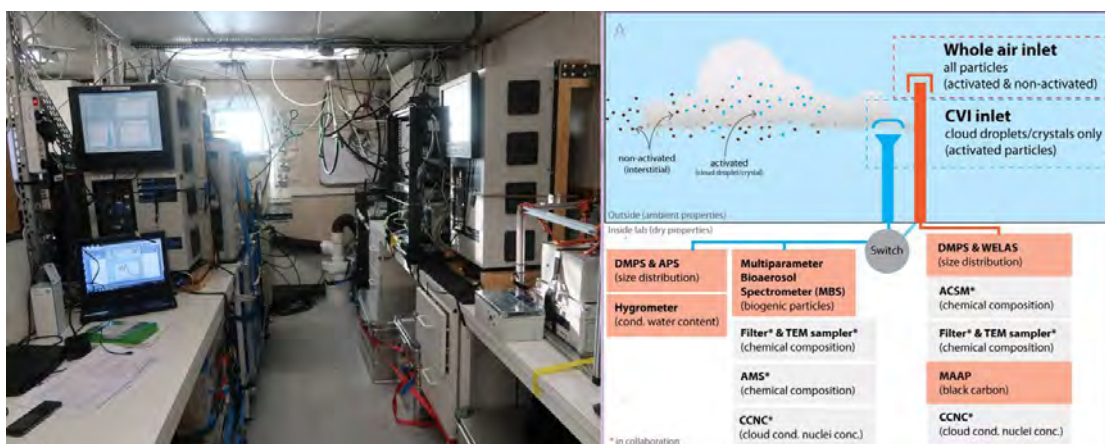 A
Whole air inlet
all particles
(activated & non-activated)
CVI inlet
cloud droplets/crystals only
(activated particles)
non-activated
(interstitial)
activated
(cloud droplet/crystal)
Outside (ambient properties)
Inside lab (dry properties)
Switch
DMPS & APS
(size distribution)
Hygrometer
(cond. water content)
Multiparameter
Bioaerosol
Spectrometer (MBS)
(biogenic particles)
Filter* & TEM sampler*
(chemical composition)
AMS*
(chemical composition)
CCNC*
(cloud cond. nuclei conc.)
DMPS & WELAS
(size distribution)
ACSM*
(chemical composition)
Filter* & TEM sampler*
(chemical composition)
MAAP
(black carbon)
CCNC*
(cloud cond. nuclei conc.)
* in collaboration